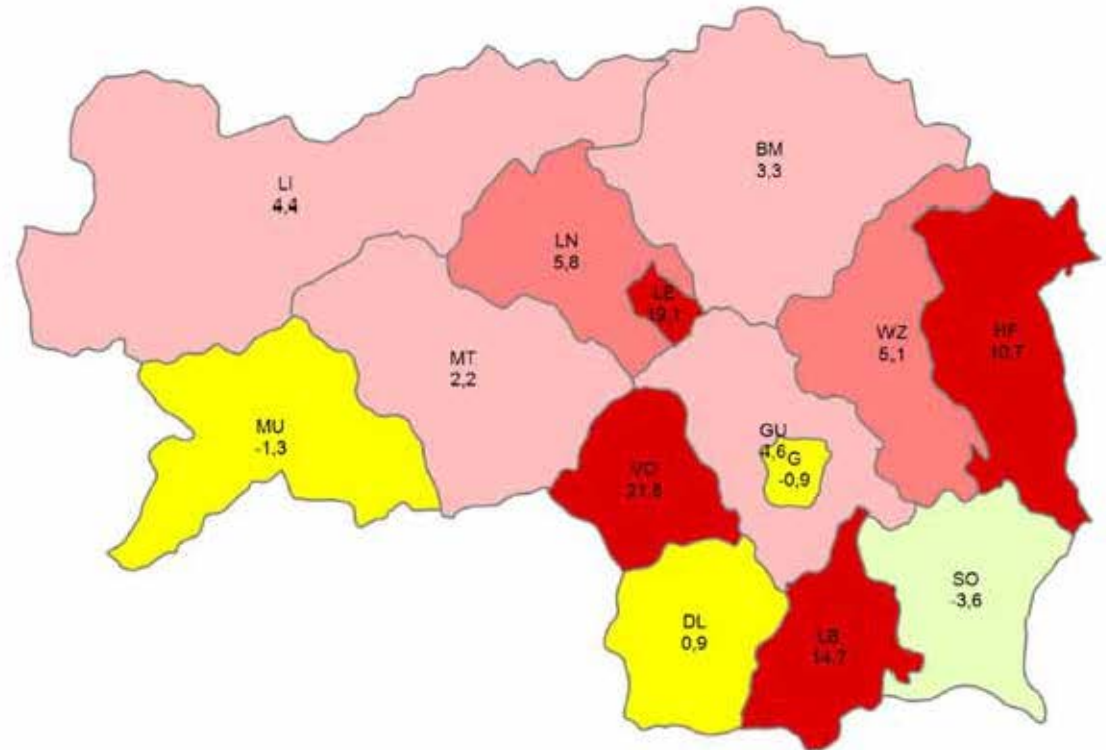 BM
3,3
LI
4,4
LN
5,8
LE
19,1
WZ
5,1
HF
10,7
MT
2,2
MU
-1,3
GU
4,6
G
-0,9
VO
21,8
SO
-3,6
DL
0,9
LB
14,7